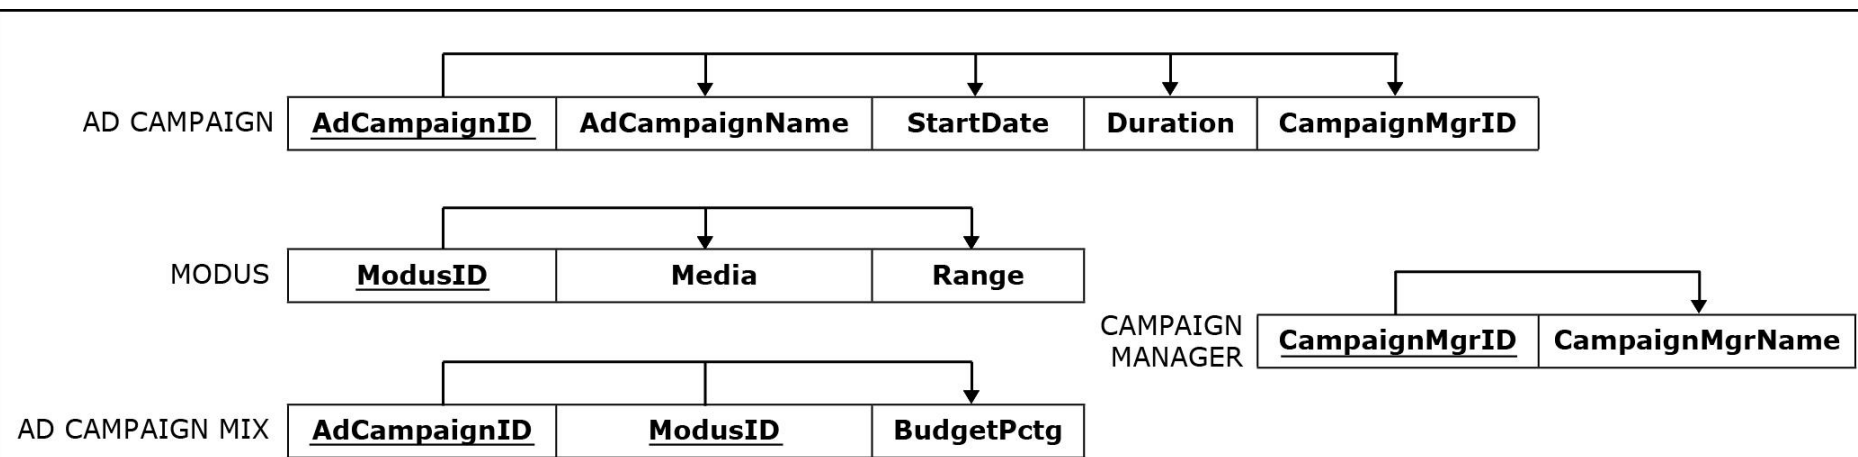 AD CAMPAIGN AdCampaignID AdCampaignName StartDate Duration CampaignMgrID
MODUS ModusID Media Range
CAMPAIGN
MANAGER CampaignMgrID CampaignMgrName
AD CAMPAIGN MIX AdCampaignID ModusID BudgetPctg